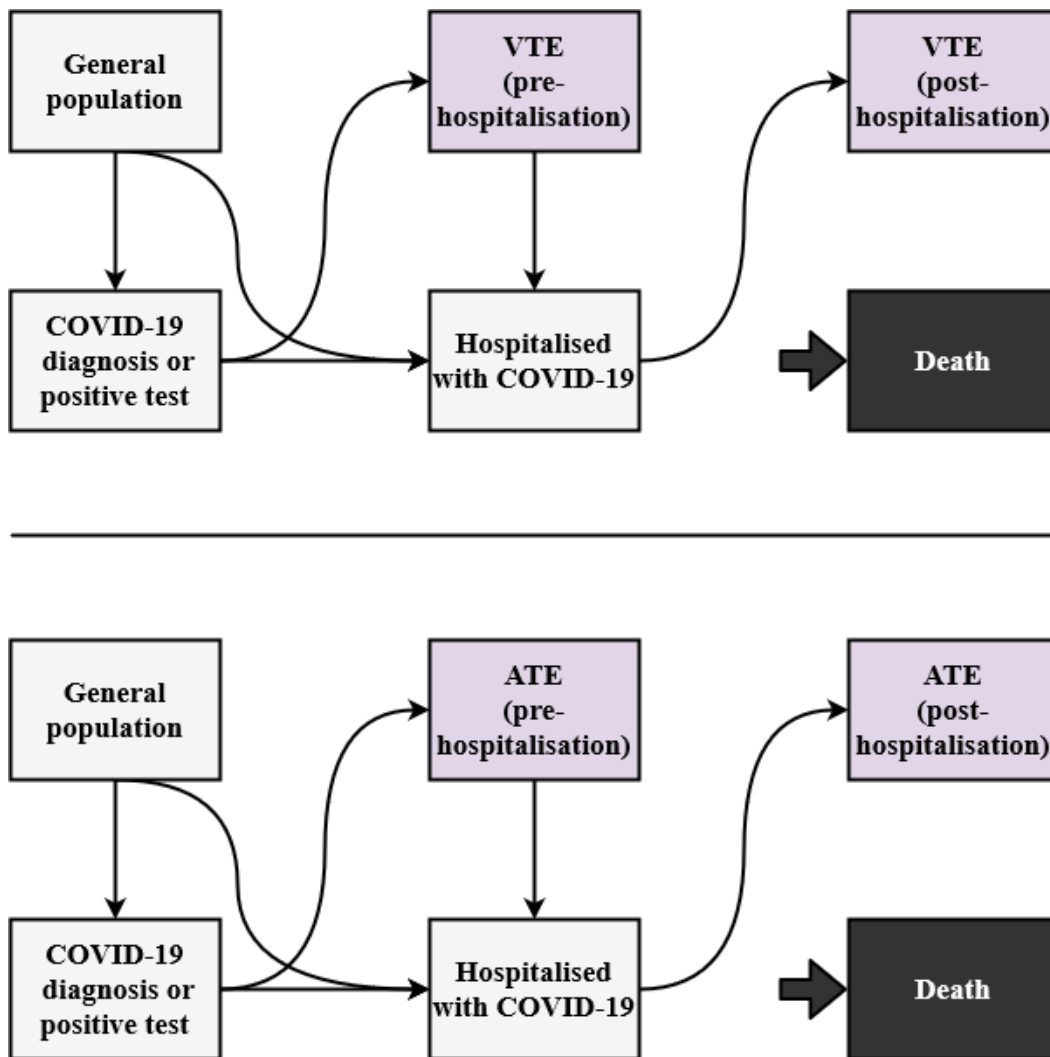 General
population
VTE
(pre-
hospitalisation)
VTE
(post-
hospitalisation)
COVID-19
diagnosis or
positive test
Hospitalised
with COVID-19
Death
General
population
ATE
(pre-
hospitalisation)
ATE
(post-
hospitalisation)
COVID-19
diagnosis or
positive test
Hospitalised
with COVID-19
Death